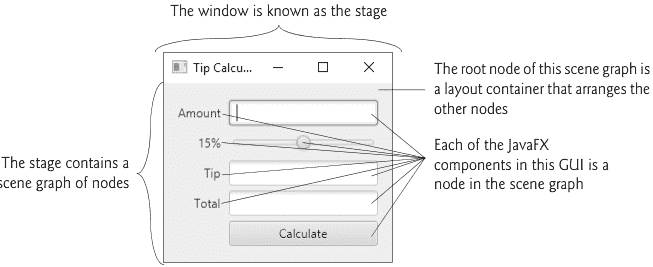 The window is known as the stage
Tip Calcu...
The root node of this scene graph is
a layout container that arranges the
other nodes
Amount
15%
Tip
Total
Calculate
Each of the JavaFX
components in this GUI is a
node in the scene graph
The stage contains a
scene graph of nodes